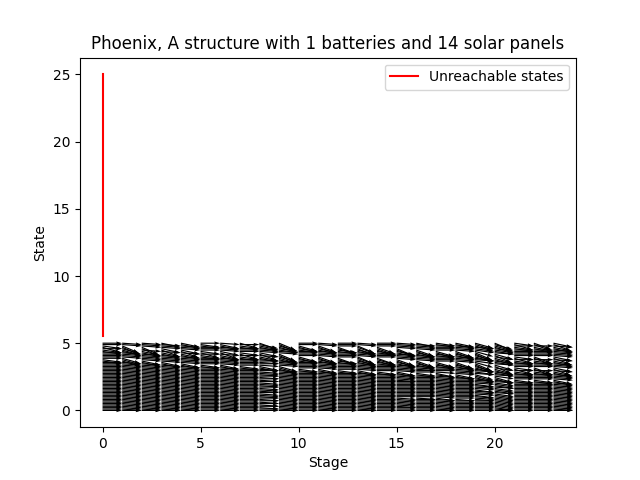 Phoenix, A structure with 1 batteries and 14 solar panels
Unreachable states
State
25
20
15
10
5
0
0 5 10 15 20
Stage